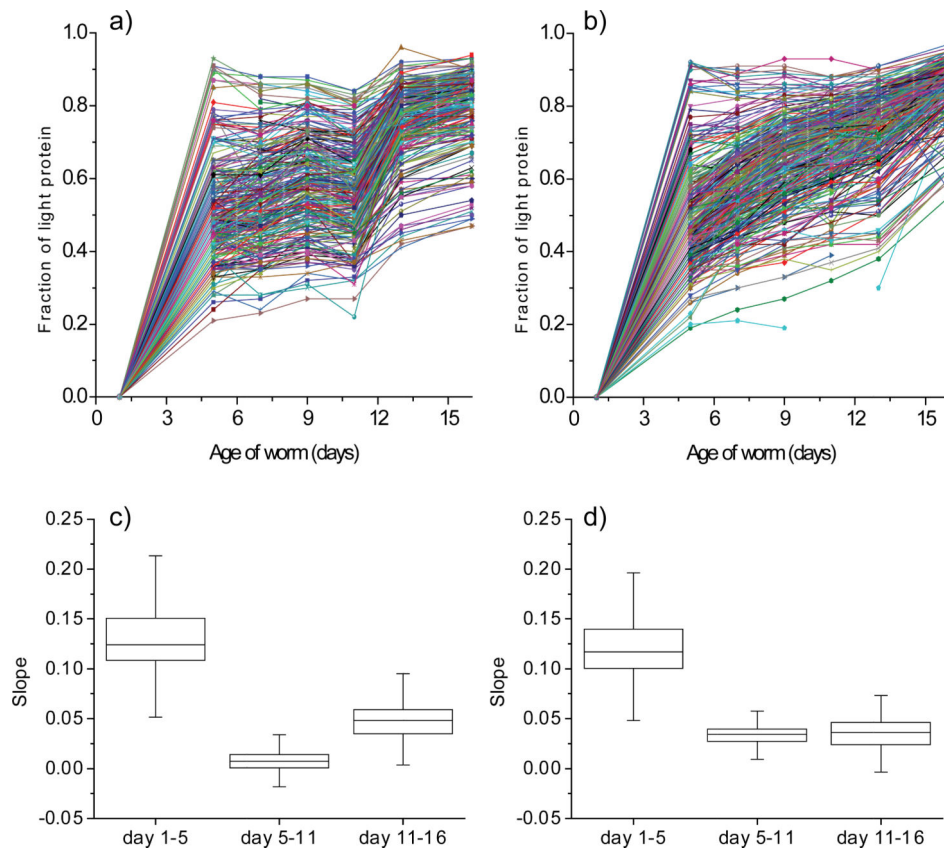 a)
1.0
0.8
0.6
0.4
0.2
0.0
Fraction of light protein
0 3 6 9 12 15
Age of worm (days)
b)
1.0
0.8
0.6
0.4
0.2
0.0
Fraction of light protein
0 3 6 9 12 15
Age of worm (days)
c)
0.25
0.20
0.15
0.10
0.05
0.00
-0.05
Slope
day 1-5 day 5-11 day 11-16
d)
0.25
0.20
0.15
0.10
0.05
0.00
-0.05
Slope
day 1-5 day 5-11 day 11-16